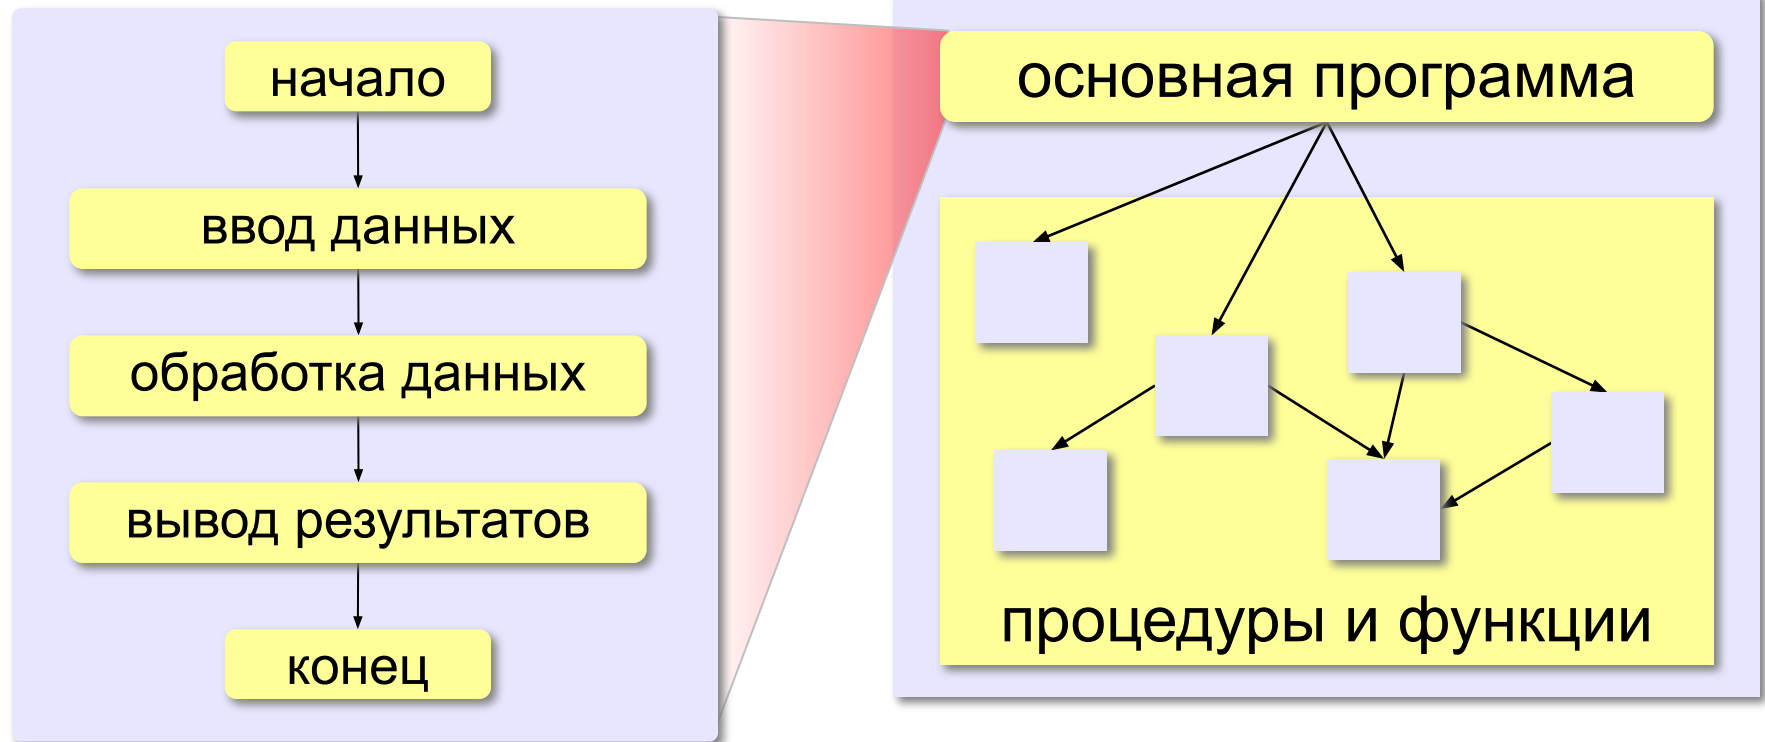 начало
ввод данных
обработка данных
вывод результатов
конец
основная программа
процедуры и функции